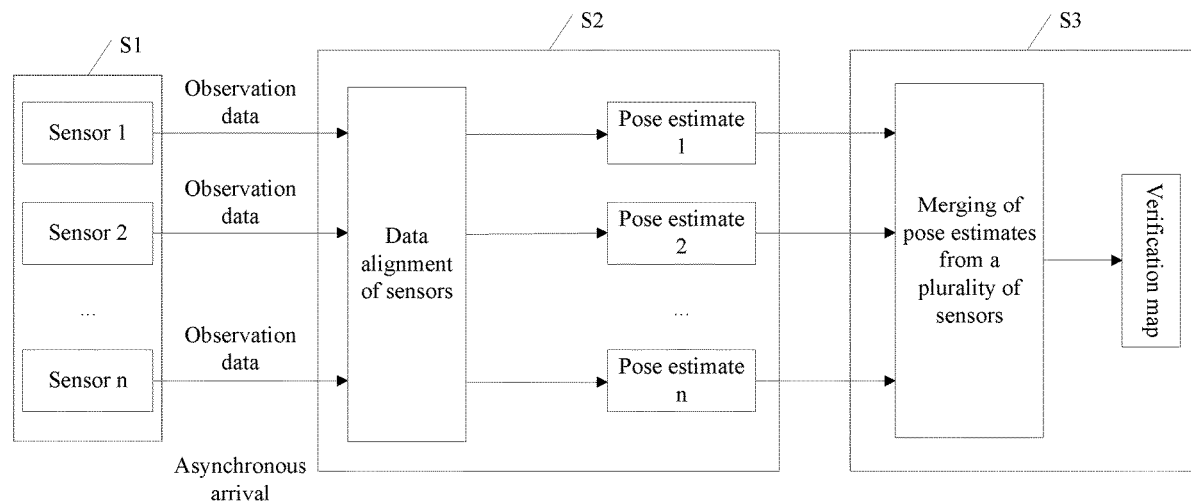 S1
S2
S3
Sensor 1
Observation
data
Pose estimate
1
Sensor 2
Observation
data
Pose estimate
2
...
...
Sensor n
Observation
data
Pose estimate
n
Data
alignment
of sensors
Merging of
pose estimates
from a
plurality of
sensors
Verification map
Asynchronous
arrival